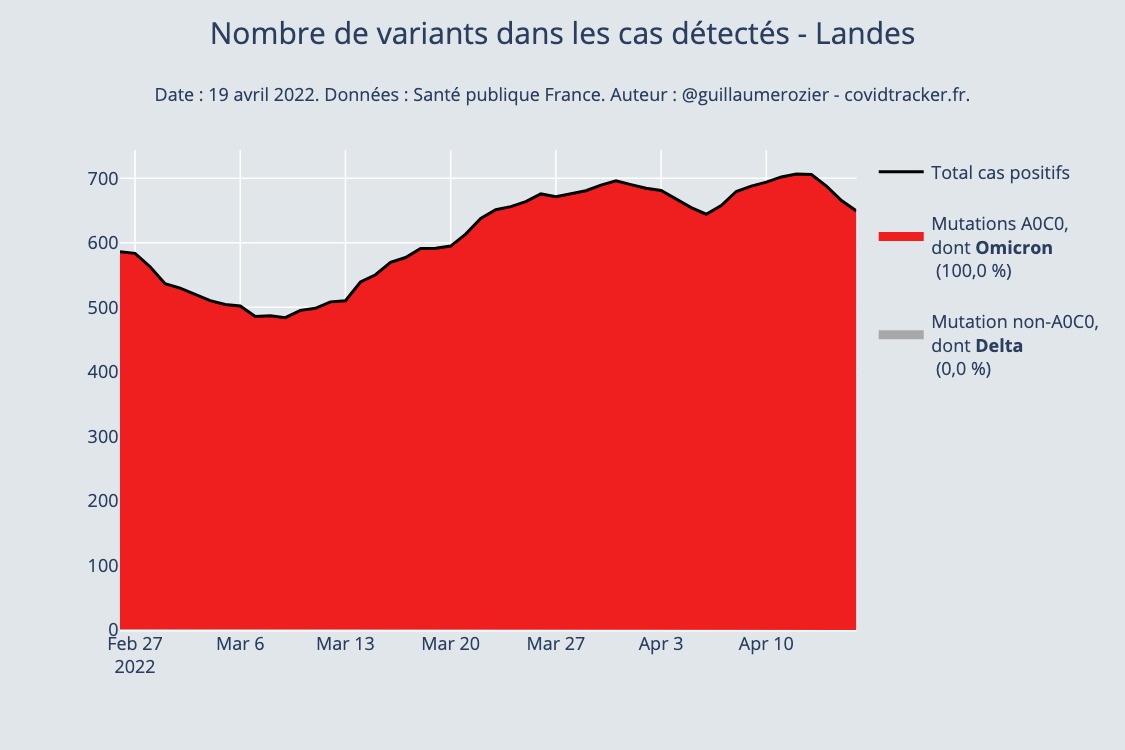 Nombre de variants dans les cas détectés - Landes
Date : 19 avril 2022. Données : Santé publique France. Auteur : @guillaumerozier - covidtracker.fr.
700
600
500
400
300
200
100
0
Feb 27
2022
Mar 6
Mar 13
Mar 20
Mar 27
Apr 3
Apr 10
Total cas positifs
Mutations A0C0,
dont Omicron
(100,0 %)
Mutation non-A0C0,
dont Delta
(0,0 %)